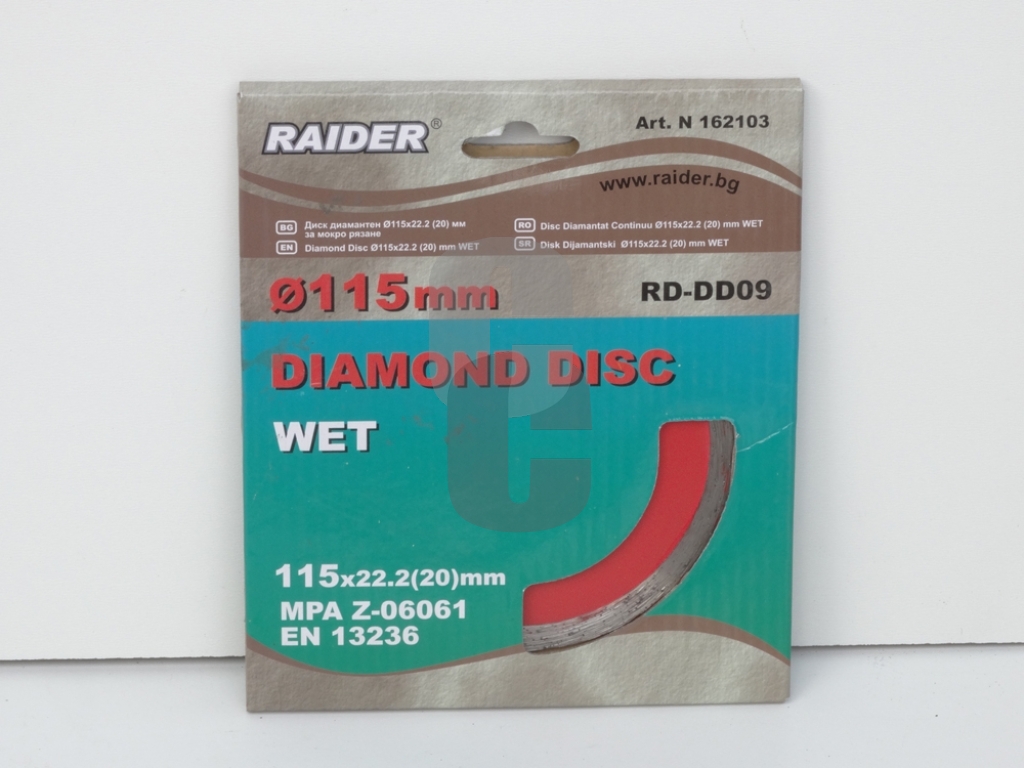 RAIDER®
Art. N 162103
www.raider.bg
BG Диск диамантен Ø115x22.2 (20) мм
за мокро рязане
EN Diamond Disc Ø115x22.2 (20) mm WET
RO Disc Diamantat Continuu Ø115x22.2 (20) mm WET
SR Disk Dijamantski Ø115x22.2 (20) mm WET
Ø115mm
RD-DD09
DIAMOND DISC
WET
115x22.2(20)mm
MPA Z-06061
EN 13236